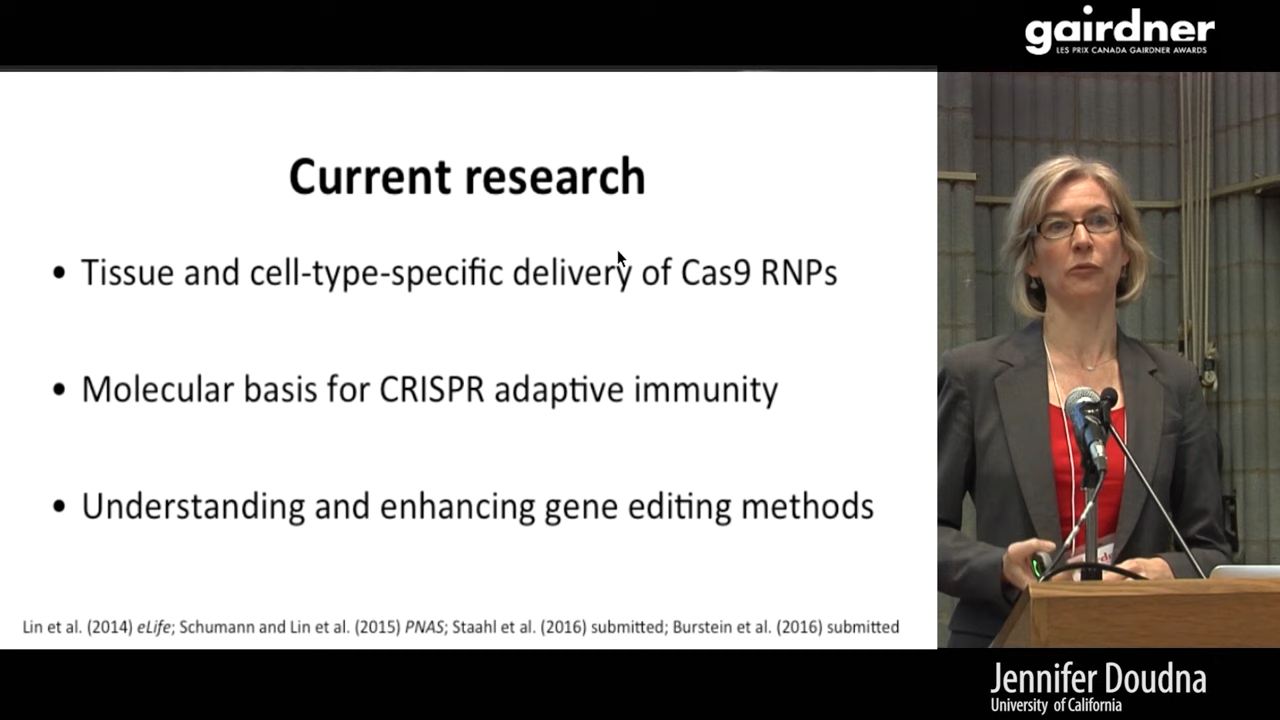 gairdner
LES PRIX CANADA GAIRDNER AWARDS
Current research
• Tissue and cell-type-specific delivery of Cas9 RNPs
• Molecular basis for CRISPR adaptive immunity
• Understanding and enhancing gene editing methods
Lin et al. (2014) eLife; Schumann and Lin et al. (2015) PNAS; Staahl et al. (2016) submitted; Burstein et al. (2016) submitted
Jennifer Doudna
University of California